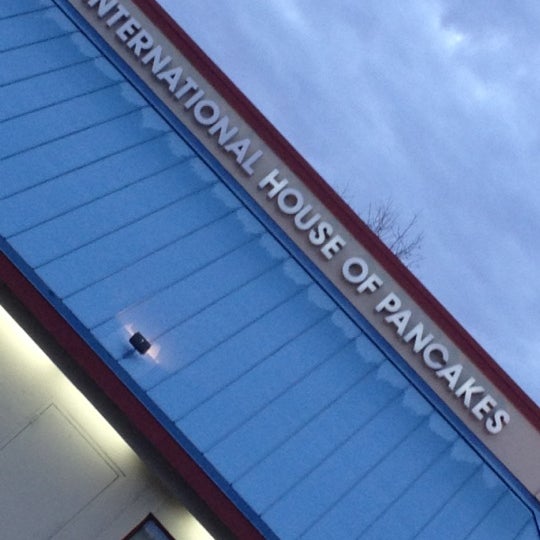 INTERNATIONAL HOUSE OF PANCAKES